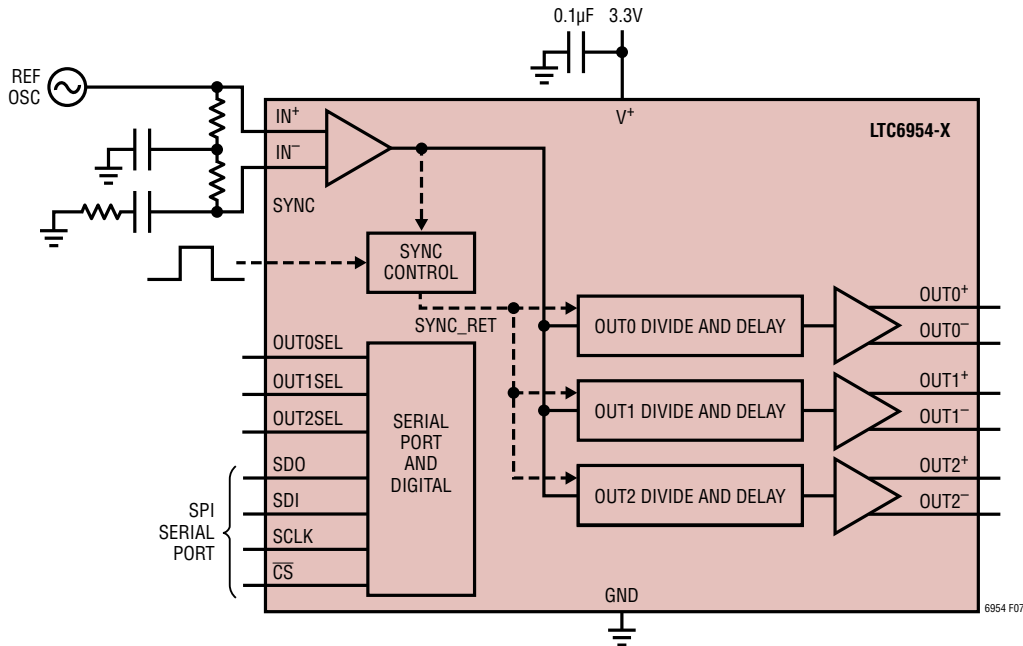 0.1µF 3.3V
REF
OSC
V+
LTC6954-X
IN+
IN–
SYNC
SYNC
CONTROL
SYNC_RET
OUT0 DIVIDE AND DELAY
OUT0+
OUT0–
OUT1 DIVIDE AND DELAY
OUT1+
OUT1–
OUT2 DIVIDE AND DELAY
OUT2+
OUT2–
OUT0SEL
OUT1SEL
OUT2SEL
SERIAL
PORT
AND
DIGITAL
SPI
SERIAL
PORT
SDO
SDI
SCLK
C̅S̅
GND
6954 F07